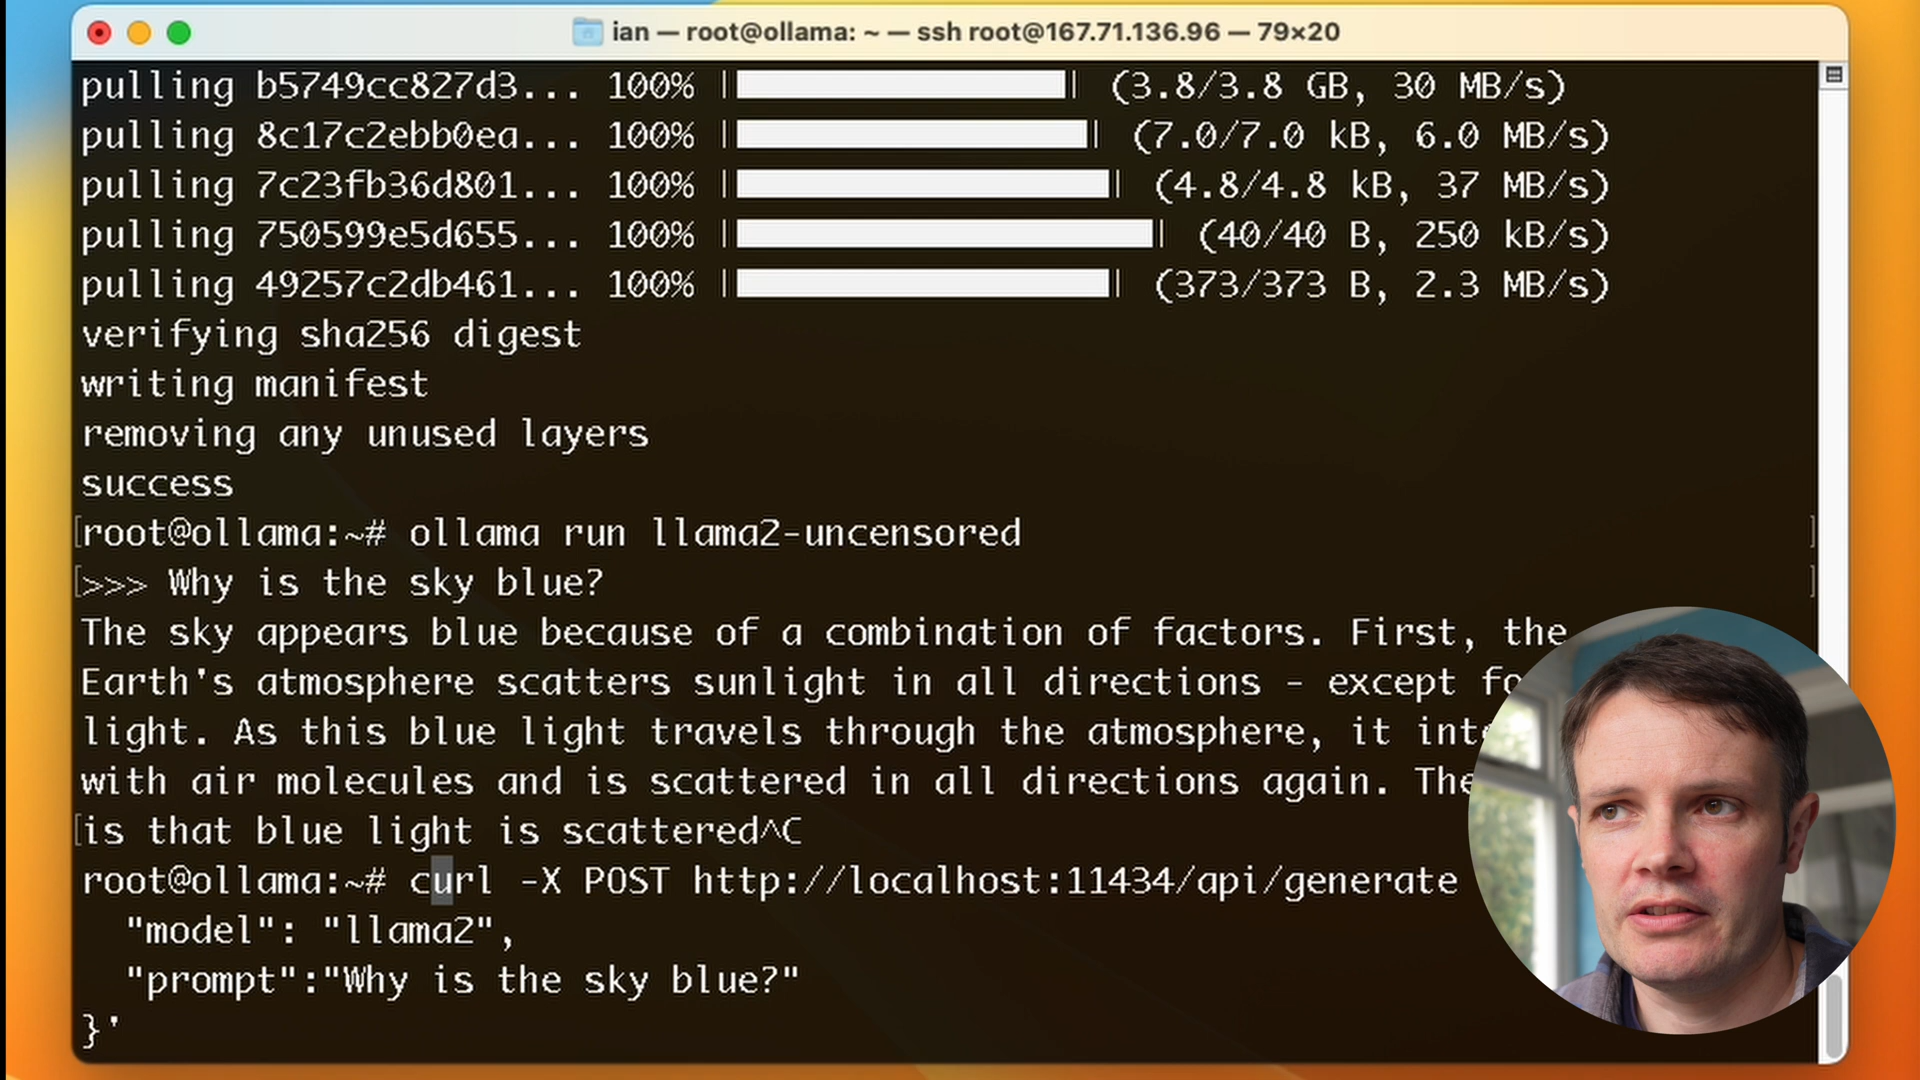 ian — root@ollama: ~ — ssh root@167.71.136.96 — 79×20
pulling b5749cc827d3... 100% |                | (3.8/3.8 GB, 30 MB/s)
pulling 8c17c2ebb0ea... 100% |                 | (7.0/7.0 kB, 6.0 MB/s)
pulling 7c23fb36d801... 100% |                  | (4.8/4.8 kB, 37 MB/s)
pulling 750599e5d655... 100% |                    | (40/40 B, 250 kB/s)
pulling 49257c2db461... 100% |                  | (373/373 B, 2.3 MB/s)
verifying sha256 digest
writing manifest
removing any unused layers
success
[root@ollama:~# ollama run llama2-uncensored ]
[>>> Why is the sky blue? ]
The sky appears blue because of a combination of factors. First, the
Earth's atmosphere scatters sunlight in all directions - except
light. As this blue light travels through the atmosphere, it
with air molecules and is scattered in all directions again.
[is that blue light is scattered^C
root@ollama:~# curl -X POST http://localhost:11434/api/generate
"model": "llama2",
"prompt":"Why is the sky blue?"
}'